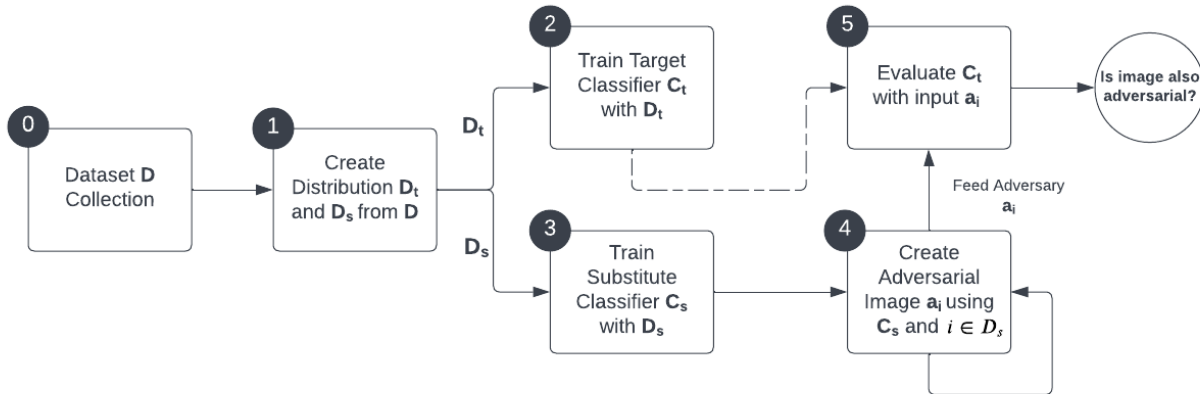 0
Dataset D
Collection
1
Create
Distribution Dₜ
and Dₛ from D
Dₜ
Dₛ
2
Train Target
Classifier Cₜ
with Dₜ
3
Train
Substitute
Classifier Cₛ
with Dₛ
4
Create
Adversarial
Image aᵢ using
Cₛ and i ∈ Dₛ
Feed Adversary
aᵢ
5
Evaluate Cₜ
with input aᵢ
Is image also
adversarial?